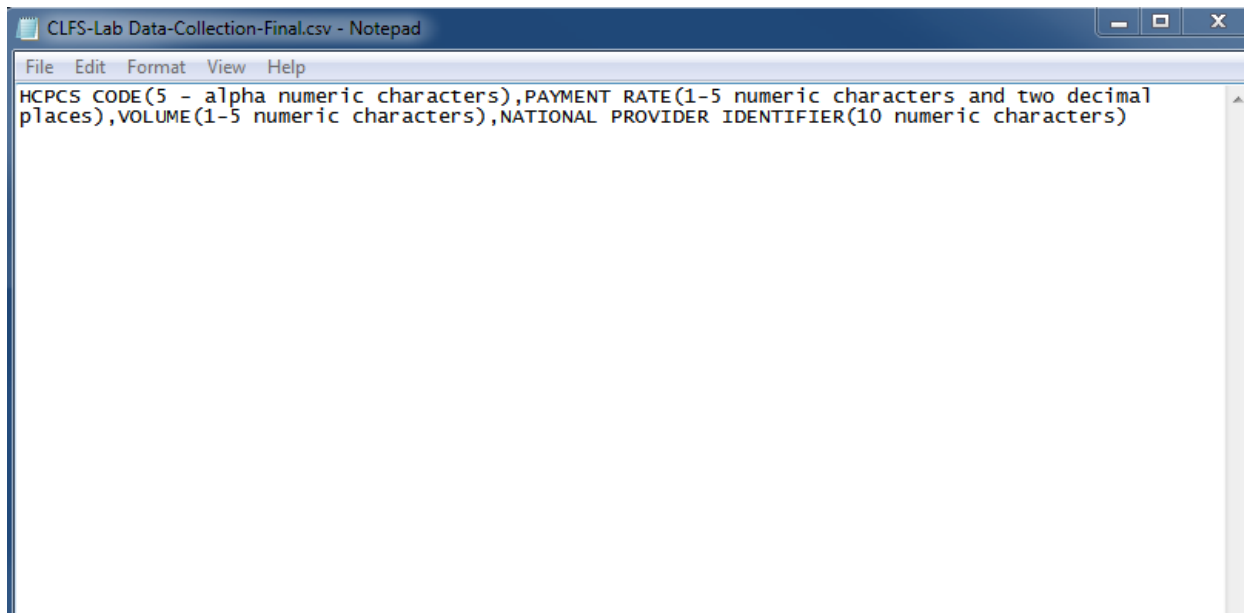 CLFS-Lab Data-Collection-Final.csv - Notepad
File Edit Format View Help
HCPCS CODE(5 - alpha numeric characters),PAYMENT RATE(1-5 numeric characters and two decimal
places),VOLUME(1-5 numeric characters),NATIONAL PROVIDER IDENTIFIER(10 numeric characters)